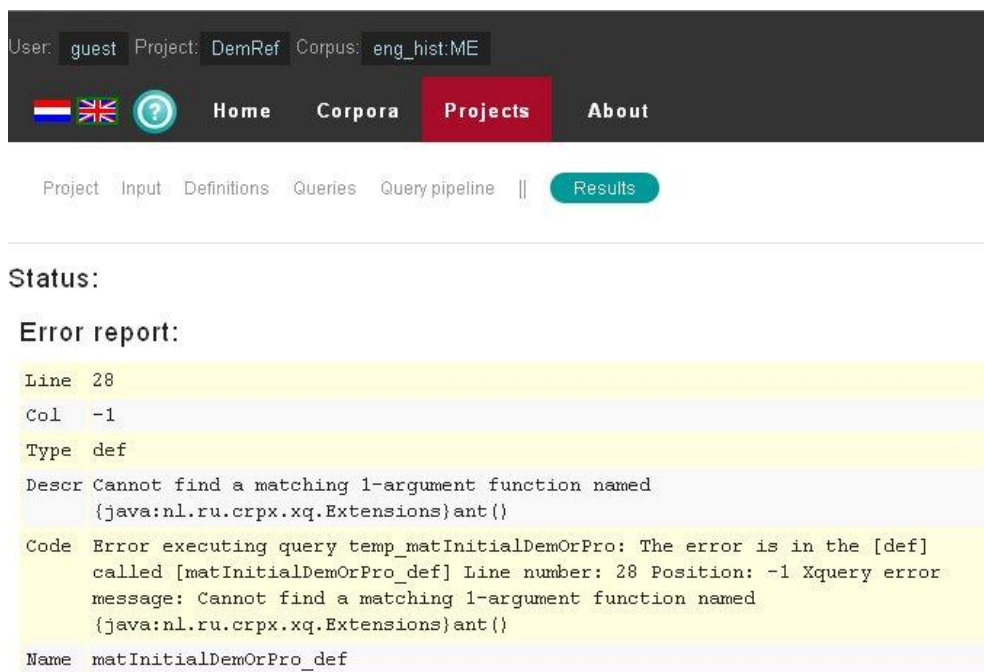 User: guest Project: DemRef Corpus: eng_hist:ME
? Home Corpora Projects About
Project Input Definitions Queries Query pipeline || Results
Status:
Error report:
Line 28
Col -1
Type def
Descr Cannot find a matching 1-argument function named
{java:nl.ru.crpx.xq.Extensions}ant()
Code Error executing query temp_matInitialDemOrPro: The error is in the [def]
called [matInitialDemOrPro_def] Line number: 28 Position: -1 Xquery error
message: Cannot find a matching 1-argument function named
{java:nl.ru.crpx.xq.Extensions}ant()
Name matInitialDemOrPro_def